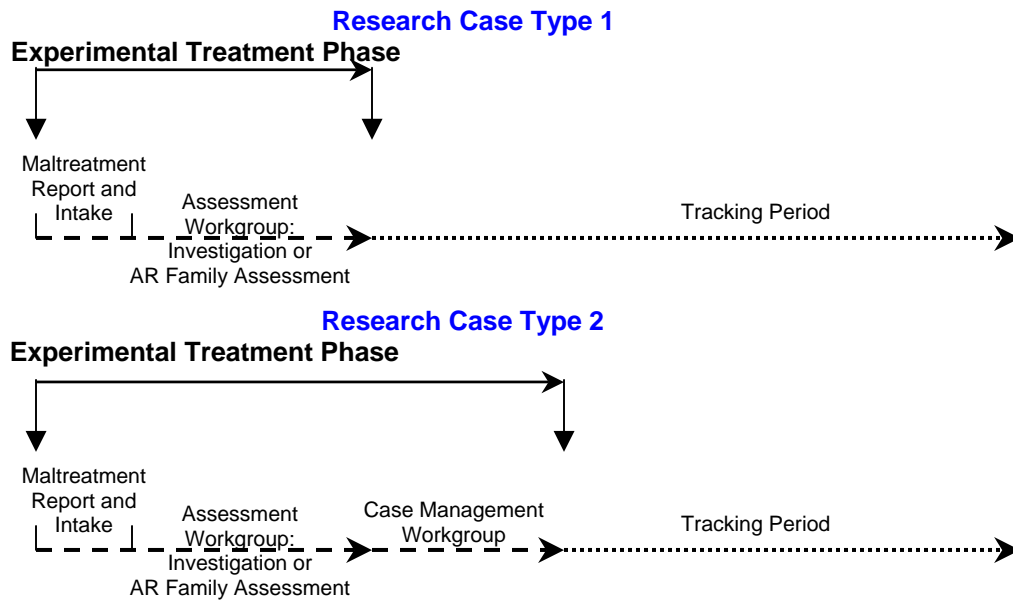 Research Case Type 1
Experimental Treatment Phase
Maltreatment
Report and
Intake
Assessment
Workgroup:
Investigation or
AR Family Assessment
Tracking Period
Research Case Type 2
Experimental Treatment Phase
Maltreatment
Report and
Intake
Assessment
Workgroup:
Investigation or
AR Family Assessment
Case Management
Workgroup
Tracking Period